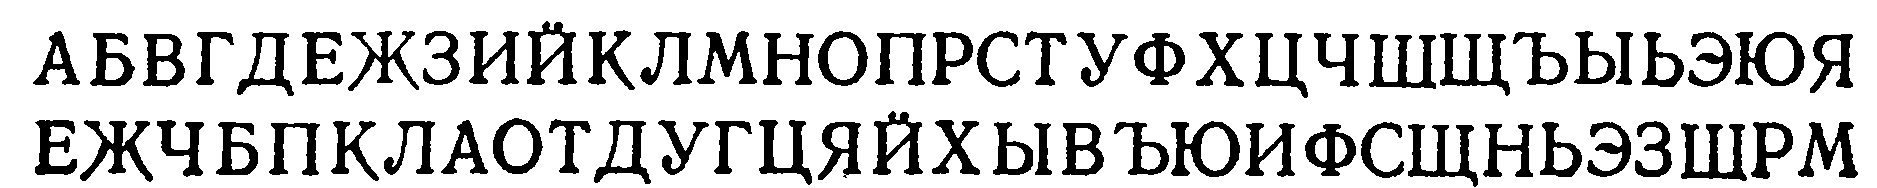 АБВГДЕЖЗИЙКЛМНОПРСТУФХЦЧШЩЪЫЬЭЮЯ
ЕЖЧБПКЛАОТДУГЦЯЙХЫВЪЮИФСЩНЬЭЗШРМ